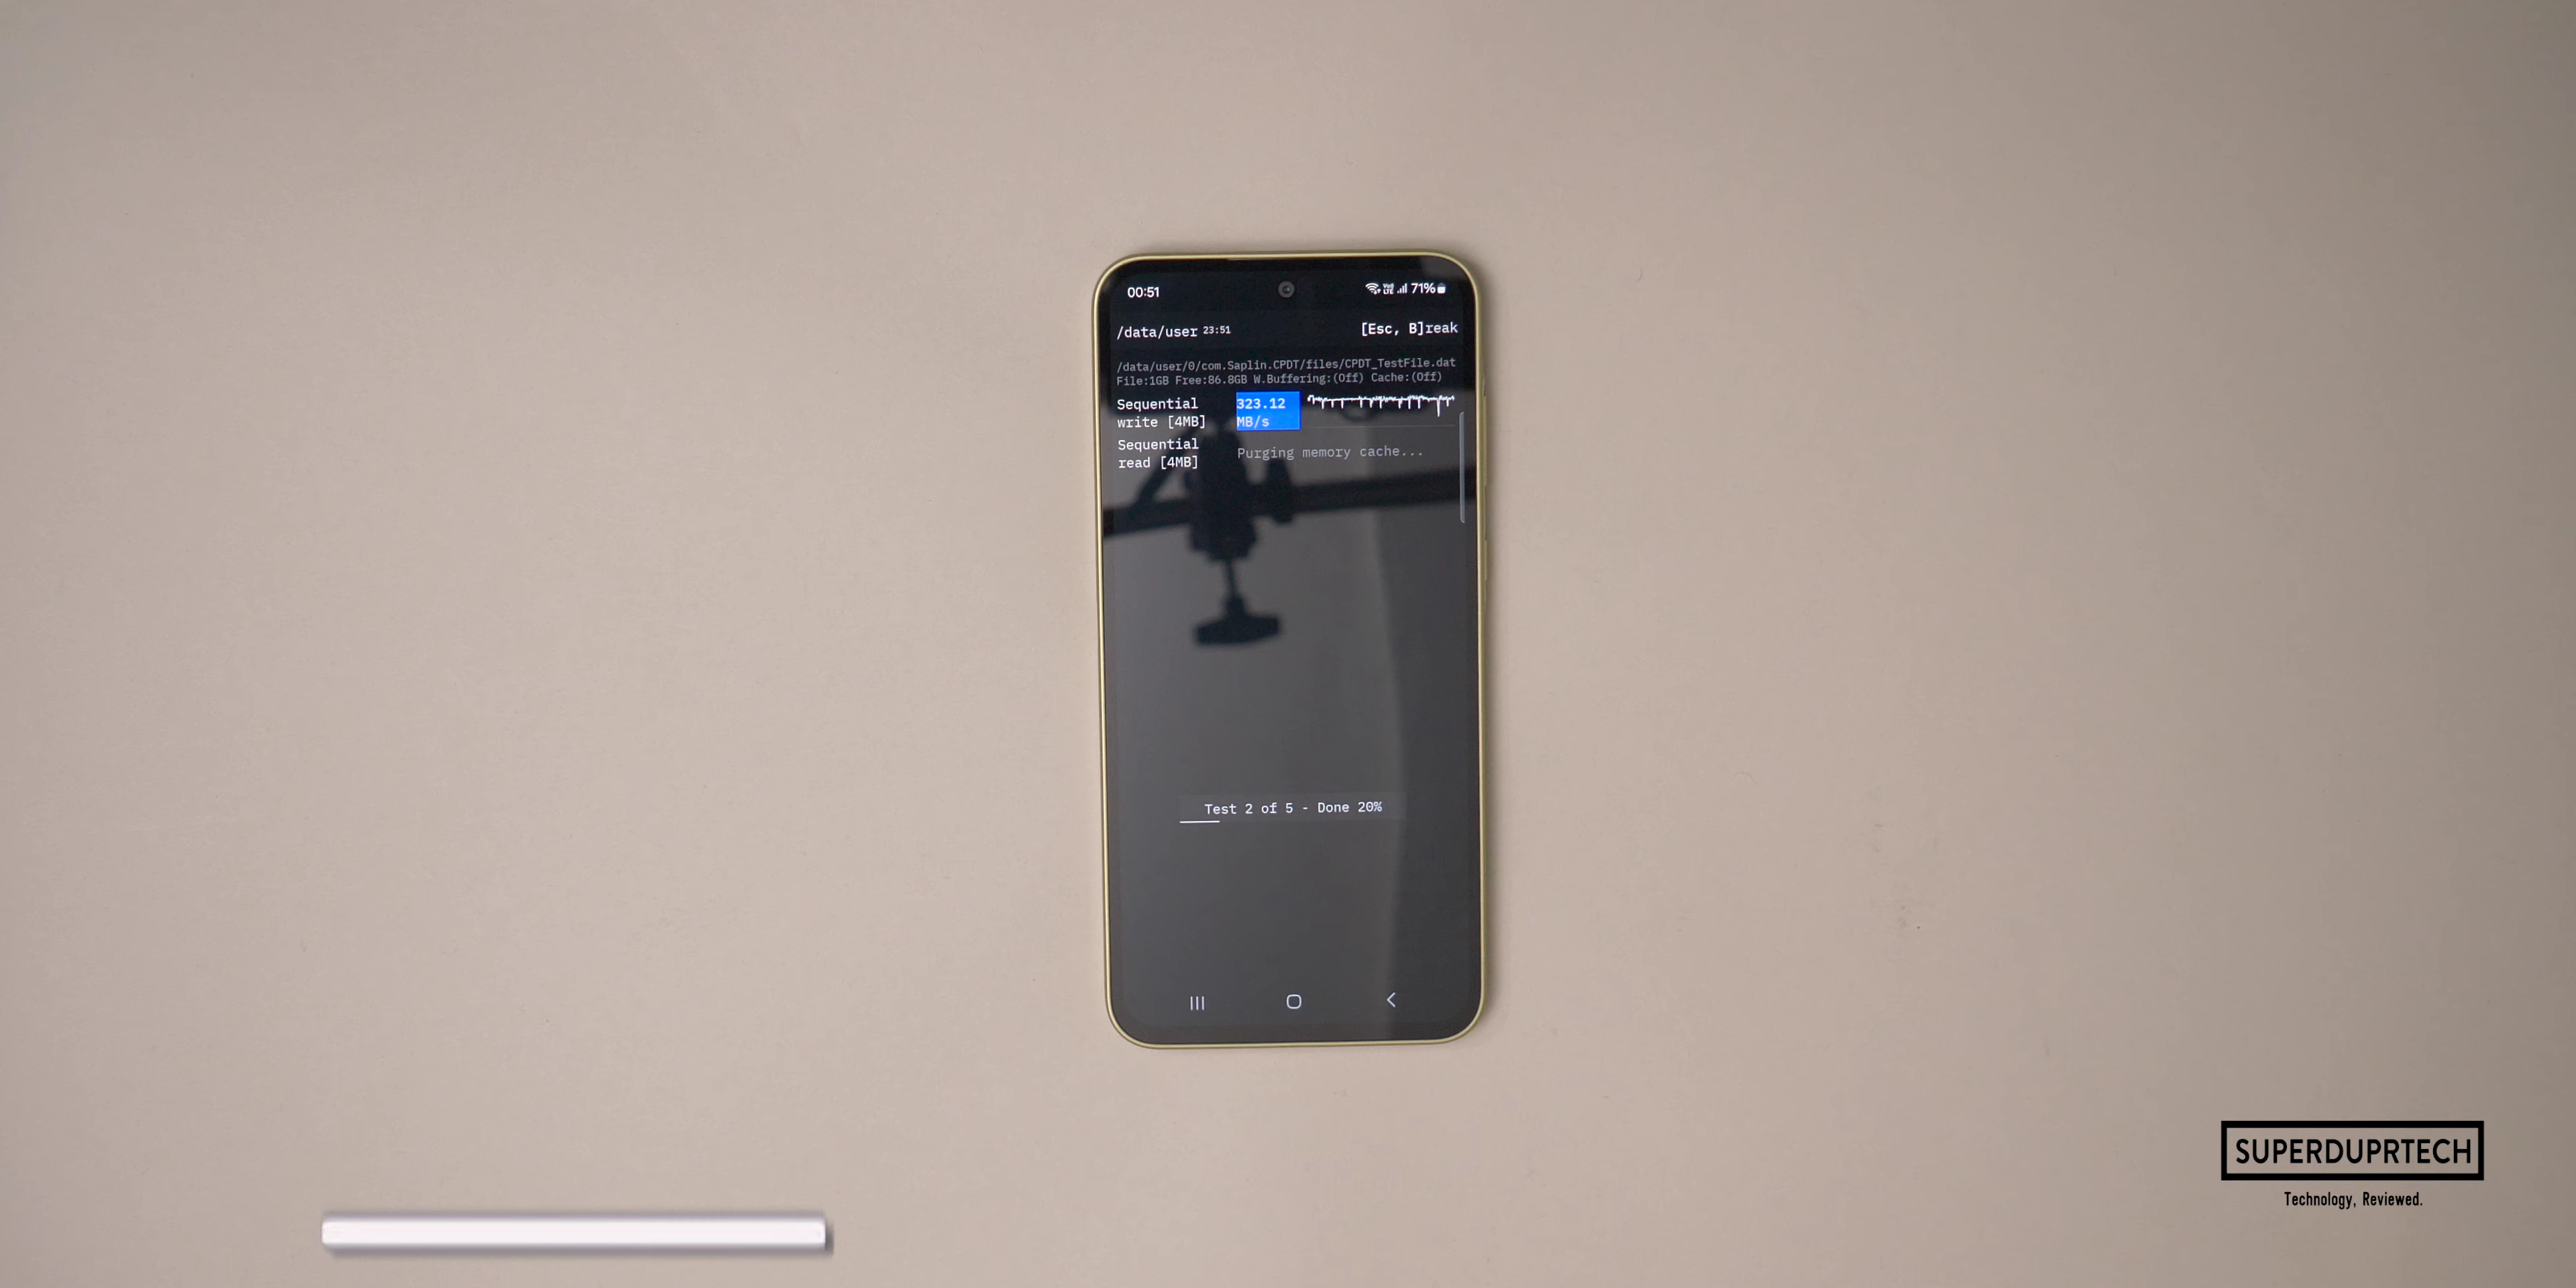 00:51
VoI LTE 71%
/data/user 23:51
[Esc, B]reak
/data/user/0/com.Saplin.CPDT/files/CPDT_TestFile.dat
File:1GB Free:86.8GB W.Buffering:(Off) Cache:(Off)
Sequential
write [4MB]
323.12
MB/s
Sequential
read [4MB]
Purging memory cache...
Test 2 of 5 - Done 20%
SUPERDUPRTECH
Technology, Reviewed.